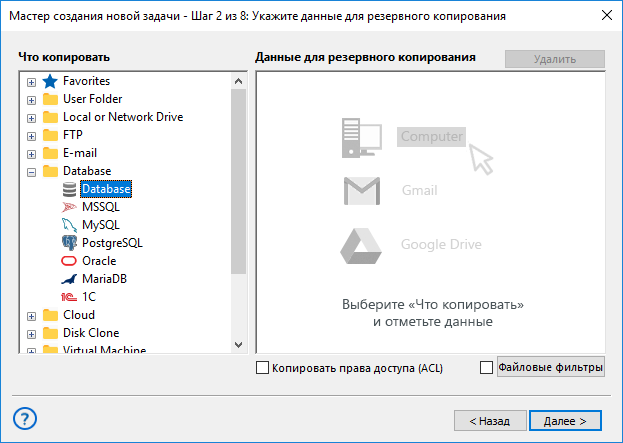 Мастер создания новой задачи - Шаг 2 из 8: Укажите данные для резервного копирования
Что копировать
Данные для резервного копирования
Удалить
Favorites
User Folder
Local or Network Drive
FTP
E-mail
Database
Database
MSSQL
MySQL
PostgreSQL
Oracle
MariaDB
1C
Cloud
Disk Clone
Virtual Machine
Computer
Gmail
Google Drive
Выберите «Что копировать»
и отметьте данные
Копировать права доступа (ACL)
Файловые фильтры
?
< Назад
Далее >